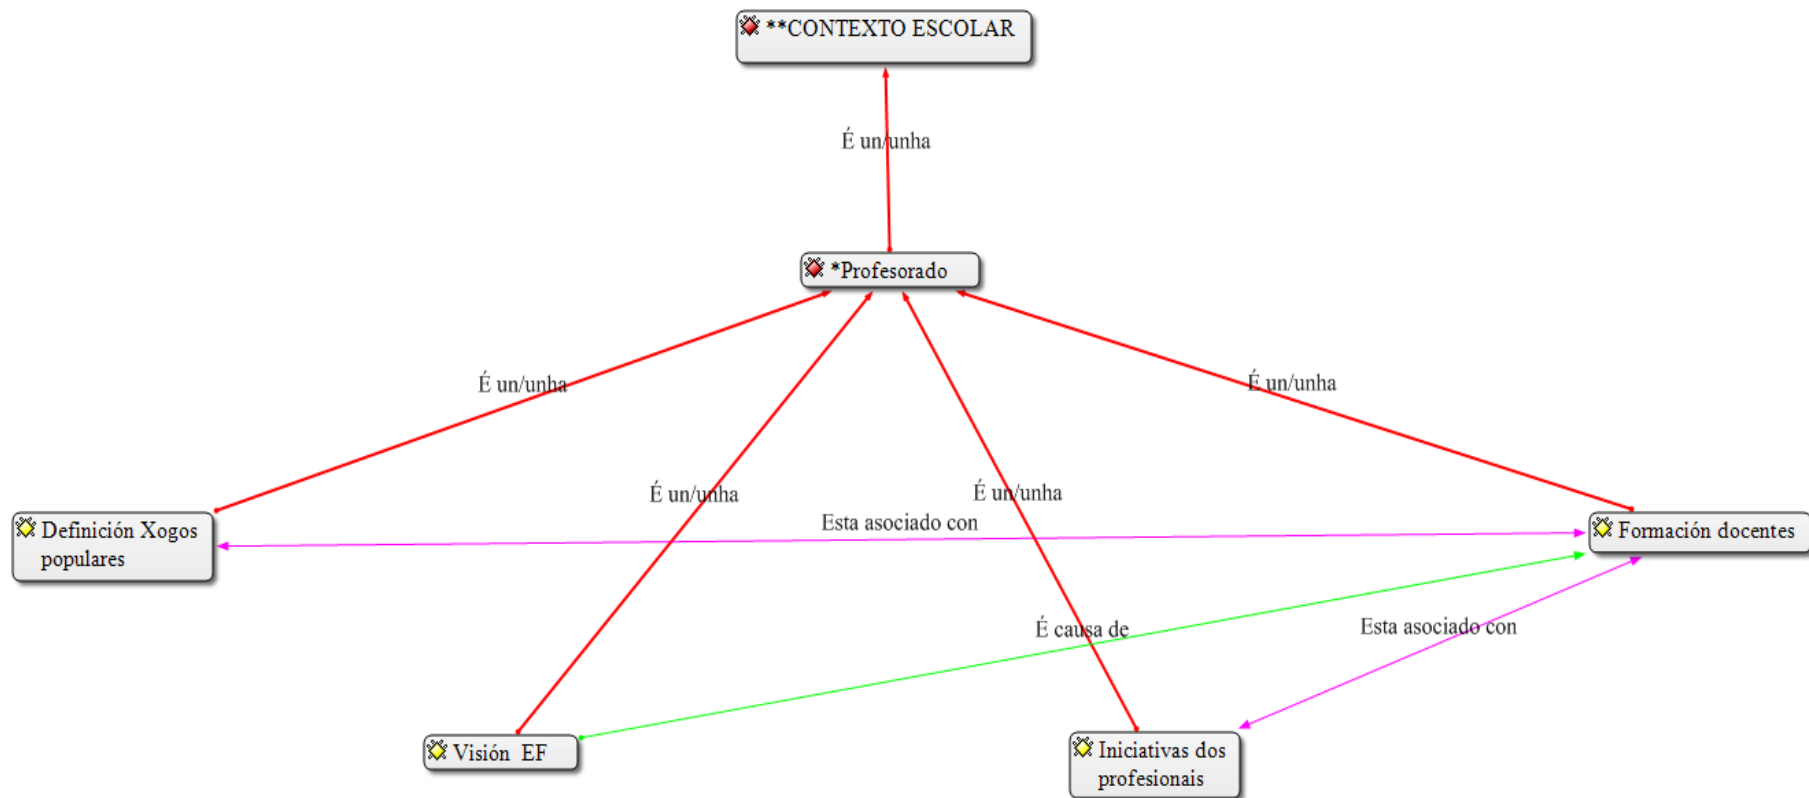 **CONTEXTO ESCOLAR
É un/unha
*Profesorado
É un/unha
É un/unha
É un/unha
É un/unha
Esta asociado con
Definición Xogos
populares
Formación docentes
É causa de
Esta asociado con
Visión EF
Iniciativas dos
profesionais